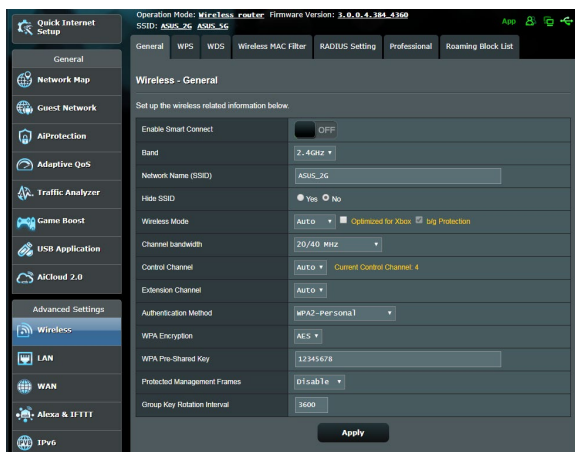 Quick Internet
Setup
General
Network Map
Guest Network
AiProtection
Adaptive QoS
Traffic Analyzer
Game Boost
USB Application
AiCloud 2.0
Advanced Settings
Wireless
LAN
WAN
Alexa & IFTTT
IPv6
Operation Mode: Wireless router Firmware Version: 3.0.0.4.384_4360
SSID: ASUS_2G ASUS_5G
App
General WPS WDS Wireless MAC Filter RADIUS Setting Professional Roaming Block List
Wireless - General
Set up the wireless related information below.
Enable Smart Connect OFF
Band 2.4GHz
Network Name (SSID) ASUS_2G
Hide SSID Yes No
Wireless Mode Auto Optimized for Xbox b/g Protection
Channel bandwidth 20/40 MHz
Control Channel Auto Current Control Channel: 4
Extension Channel Auto
Authentication Method WPA2-Personal
WPA Encryption AES
WPA Pre-Shared Key 12345678
Protected Management Frames Disable
Group Key Rotation Interval 3600
Apply